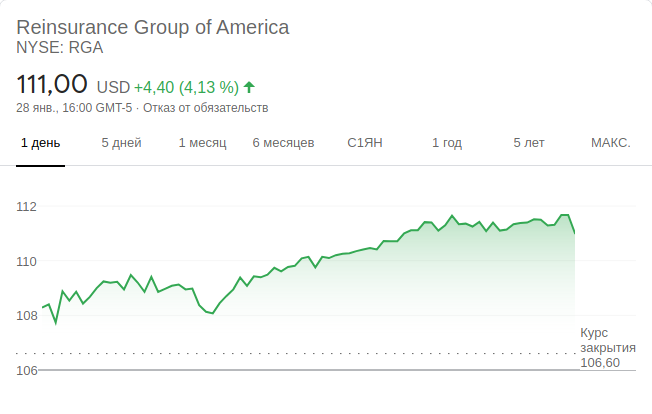 Reinsurance Group of America
NYSE: RGA
111,00 USD +4,40 (4,13 %)
28 янв., 16:00 GMT-5 · Отказ от обязательств
1 день 5 дней 1 месяц 6 месяцев С1ЯН 1 год 5 лет МАКС.
112
110
108
Курс
закрытия
106,60
106